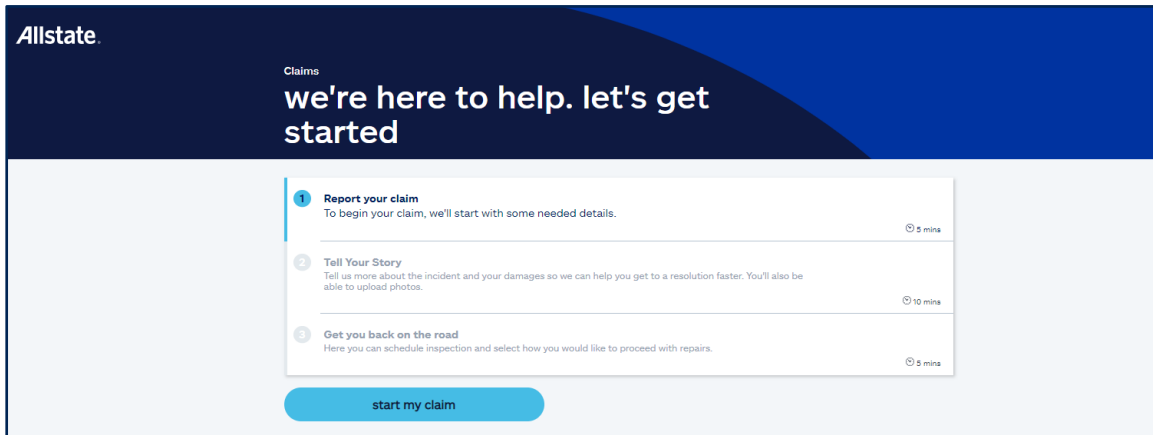 Allstate.
Claims
we're here to help. let's get
started
1
Report your claim
To begin your claim, we'll start with some needed details.
5 mins
2
Tell Your Story
Tell us more about the incident and your damages so we can help you get to a resolution faster. You'll also be
able to upload photos.
10 mins
3
Get you back on the road
Here you can schedule inspection and select how you would like to proceed with repairs.
5 mins
start my claim